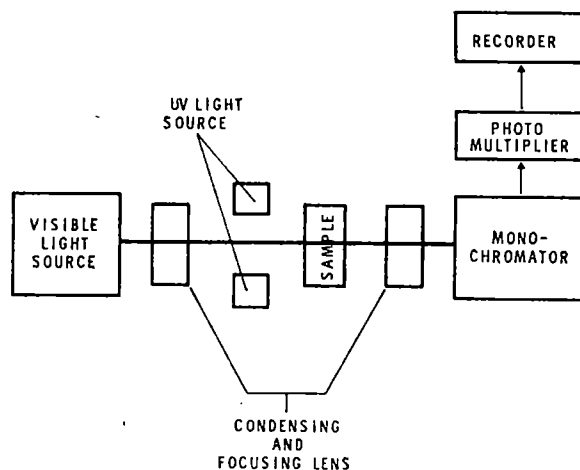 RECORDER
PHOTO
MULTIPLIER
UV LIGHT
SOURCE
VISIBLE
LIGHT
SOURCE
SAMPLE
MONO-
CHROMATOR
CONDENSING
AND
FOCUSING LENS